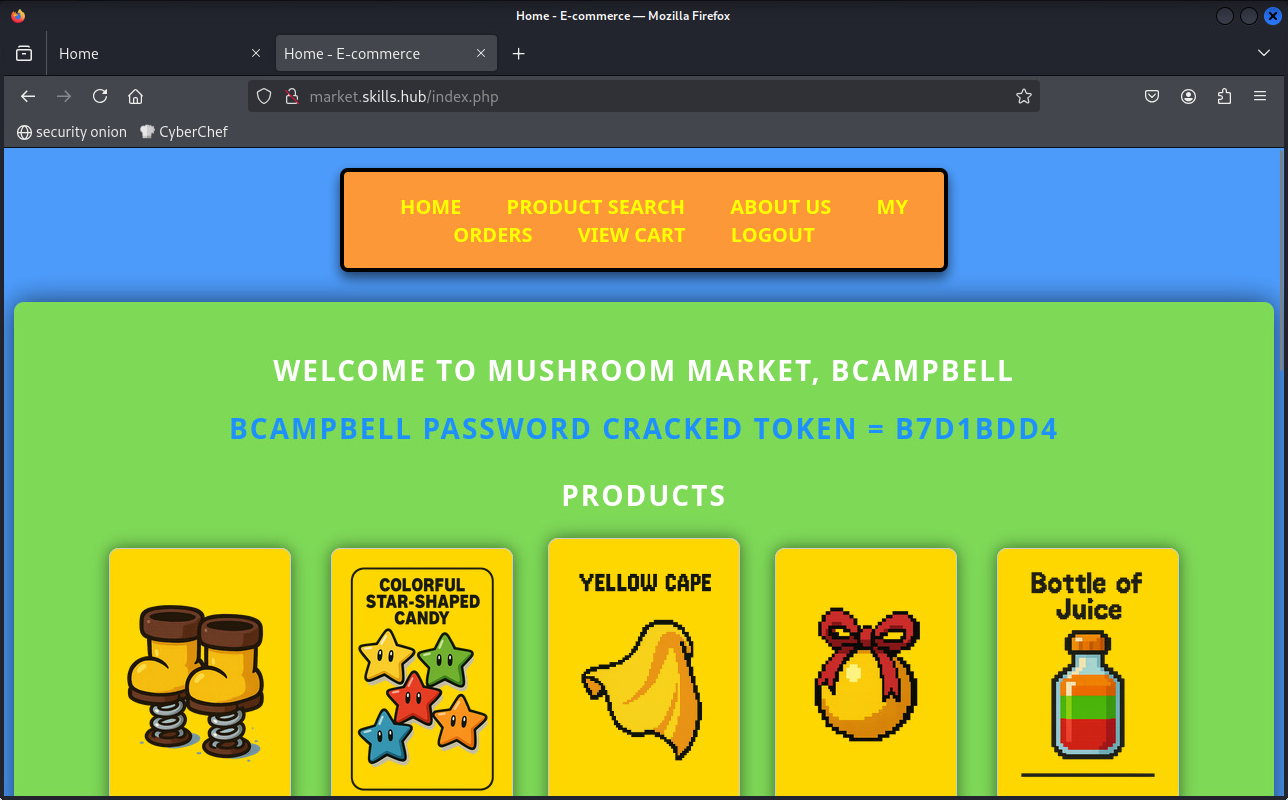 Home - E-commerce — Mozilla Firefox
Home
Home - E-commerce
market.skills.hub/index.php
security onion
CyberChef
HOME PRODUCT SEARCH ABOUT US MY
ORDERS VIEW CART LOGOUT
WELCOME TO MUSHROOM MARKET, BCAMPBELL
BCAMPBELL PASSWORD CRACKED TOKEN = B7D1BDD4
PRODUCTS
COLORFUL
STAR-SHAPED
CANDY
YELLOW CAPE
Bottle of
Juice